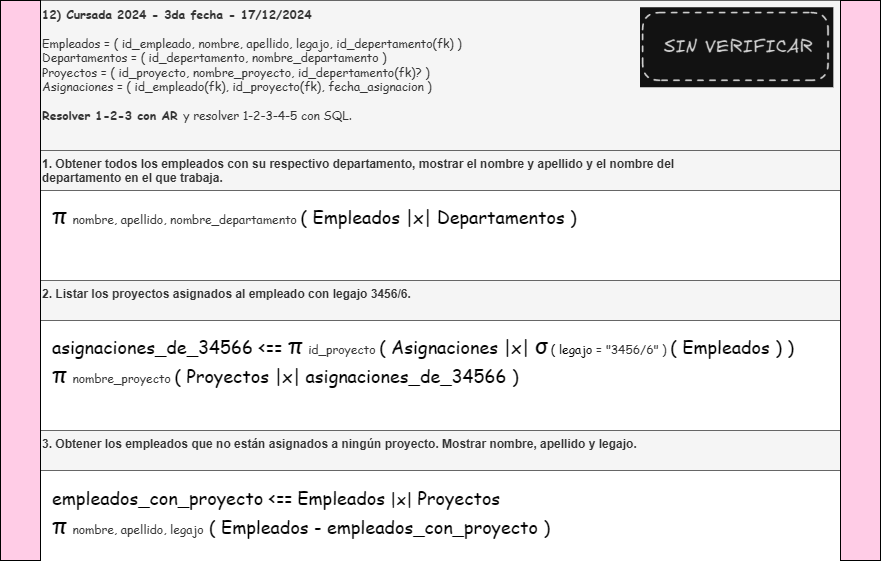 12) Cursada 2024 - 3da fecha - 17/12/2024
SIN VERIFICAR
Empleados = ( id_empleado, nombre, apellido, legajo, id_depertamento(fk) )
Departamentos = ( id_depertamento, nombre_departamento )
Proyectos = ( id_proyecto, nombre_proyecto, id_depertamento(fk)? )
Asignaciones = ( id_empleado(fk), id_proyecto(fk), fecha_asignacion )
Resolver 1-2-3 con AR y resolver 1-2-3-4-5 con SQL.
1. Obtener todos los empleados con su respectivo departamento, mostrar el nombre y apellido y el nombre del
departamento en el que trabaja.
π nombre, apellido, nombre_departamento ( Empleados |x| Departamentos )
2. Listar los proyectos asignados al empleado con legajo 3456/6.
asignaciones_de_34566 <== π id_proyecto ( Asignaciones |x| σ ( legajo = "3456/6" ) ( Empleados ) )
π nombre_proyecto ( Proyectos |x| asignaciones_de_34566 )
3. Obtener los empleados que no están asignados a ningún proyecto. Mostrar nombre, apellido y legajo.
empleados_con_proyecto <== Empleados |x| Proyectos
π nombre, apellido, legajo ( Empleados - empleados_con_proyecto )